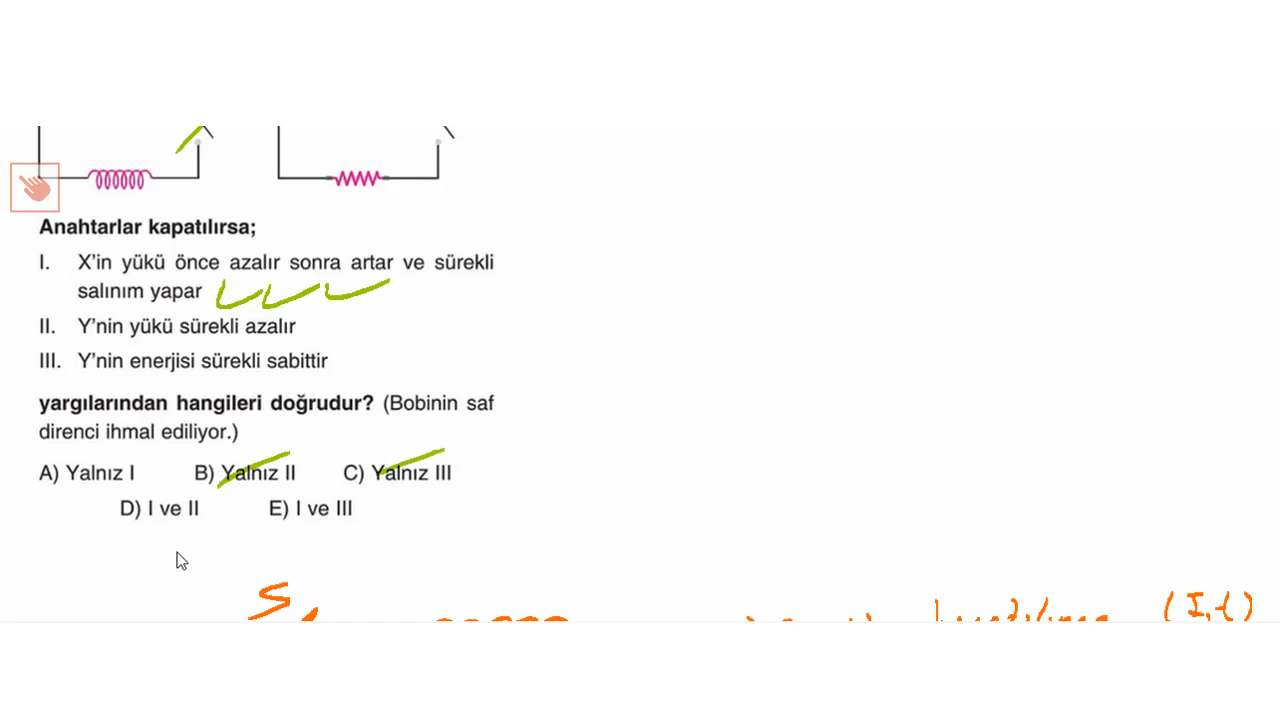 Anahtarlar kapatılırsa;
I. X'in yükü önce azalır sonra artar ve sürekli
salınım yapar
II. Y'nin yükü sürekli azalır
III. Y'nin enerjisi sürekli sabittir
yargılarından hangileri doğrudur? (Bobinin saf
direnci ihmal ediliyor.)
A) Yalnız I B) Yalnız II C) Yalnız III
D) I ve II E) I ve III